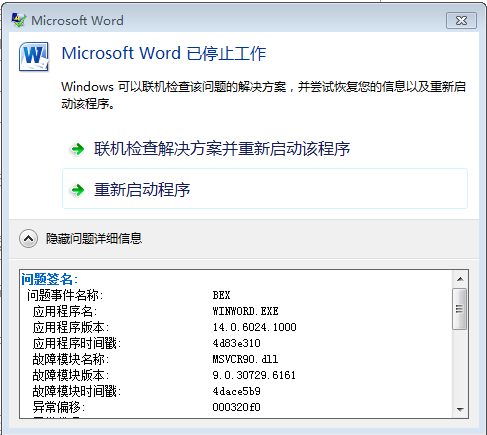 Microsoft Word
Microsoft Word 已停止工作
Windows 可以联机检查该问题的解决方案，并尝试恢复您的信息以及重新启
动该程序。
联机检查解决方案并重新启动该程序
重新启动程序
隐藏问题详细信息
问题签名:
问题事件名称: BEX
应用程序名: WINWORD.EXE
应用程序版本: 14.0.6024.1000
应用程序时间戳: 4d83e310
故障模块名称: MSVCR90.dll
故障模块版本: 9.0.30729.6161
故障模块时间戳: 4dace5b9
异常偏移: 000320f0